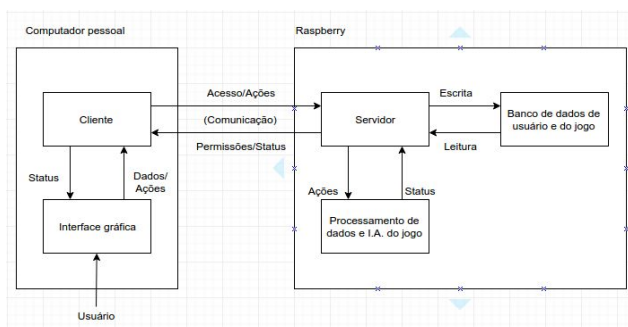 Computador pessoal
Raspberry
Acesso/Ações
Escrita
Cliente
(Comunicação)
Servidor
Banco de dados de
usuário e do jogo
Permissões/Status
Leitura
Status
Dados/
Ações
Ações
Status
Interface gráfica
Processamento de
dados e I.A. do jogo
Usuário